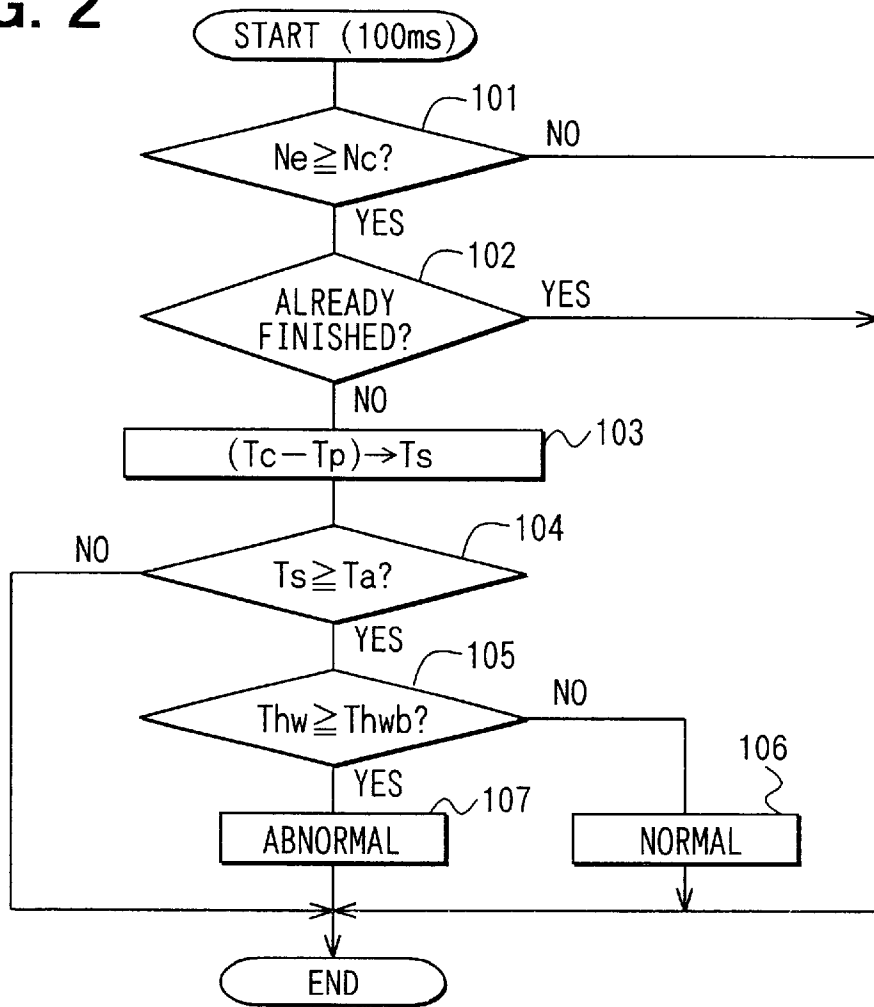 G. 2
START (100ms)
101
Ne≧Nc?
NO
YES
102
ALREADY
FINISHED?
YES
NO
103
(Tc−Tp)→Ts
104
NO
Ts≧Ta?
YES
105
Thw≧Thwb?
NO
YES
106
107
ABNORMAL
NORMAL
END